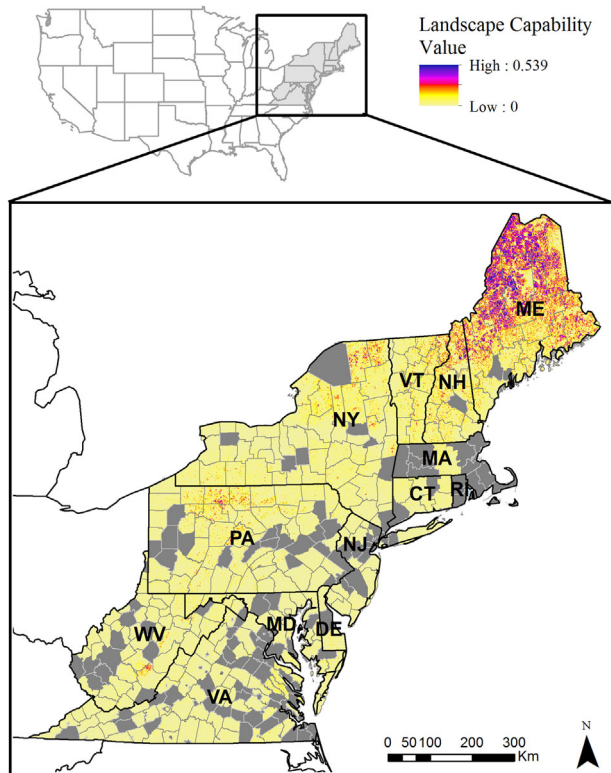 Landscape Capability
Value
High : 0.539
Low : 0
ME
VT
NH
NY
MA
CT
RI
PA
NJ
MD
DE
WV
VA
N
0 50 100 200 300
Km